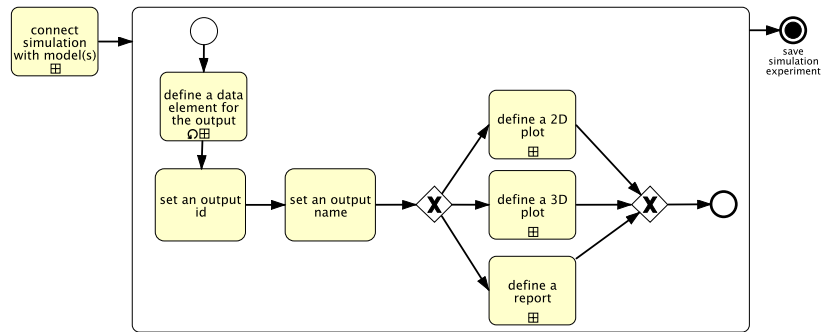 connect
simulation
with model(s)
define a data
element for
the output
set an output
id
set an output
name
X
define a 2D
plot
define a 3D
plot
define a
report
X
save
simulation
experiment